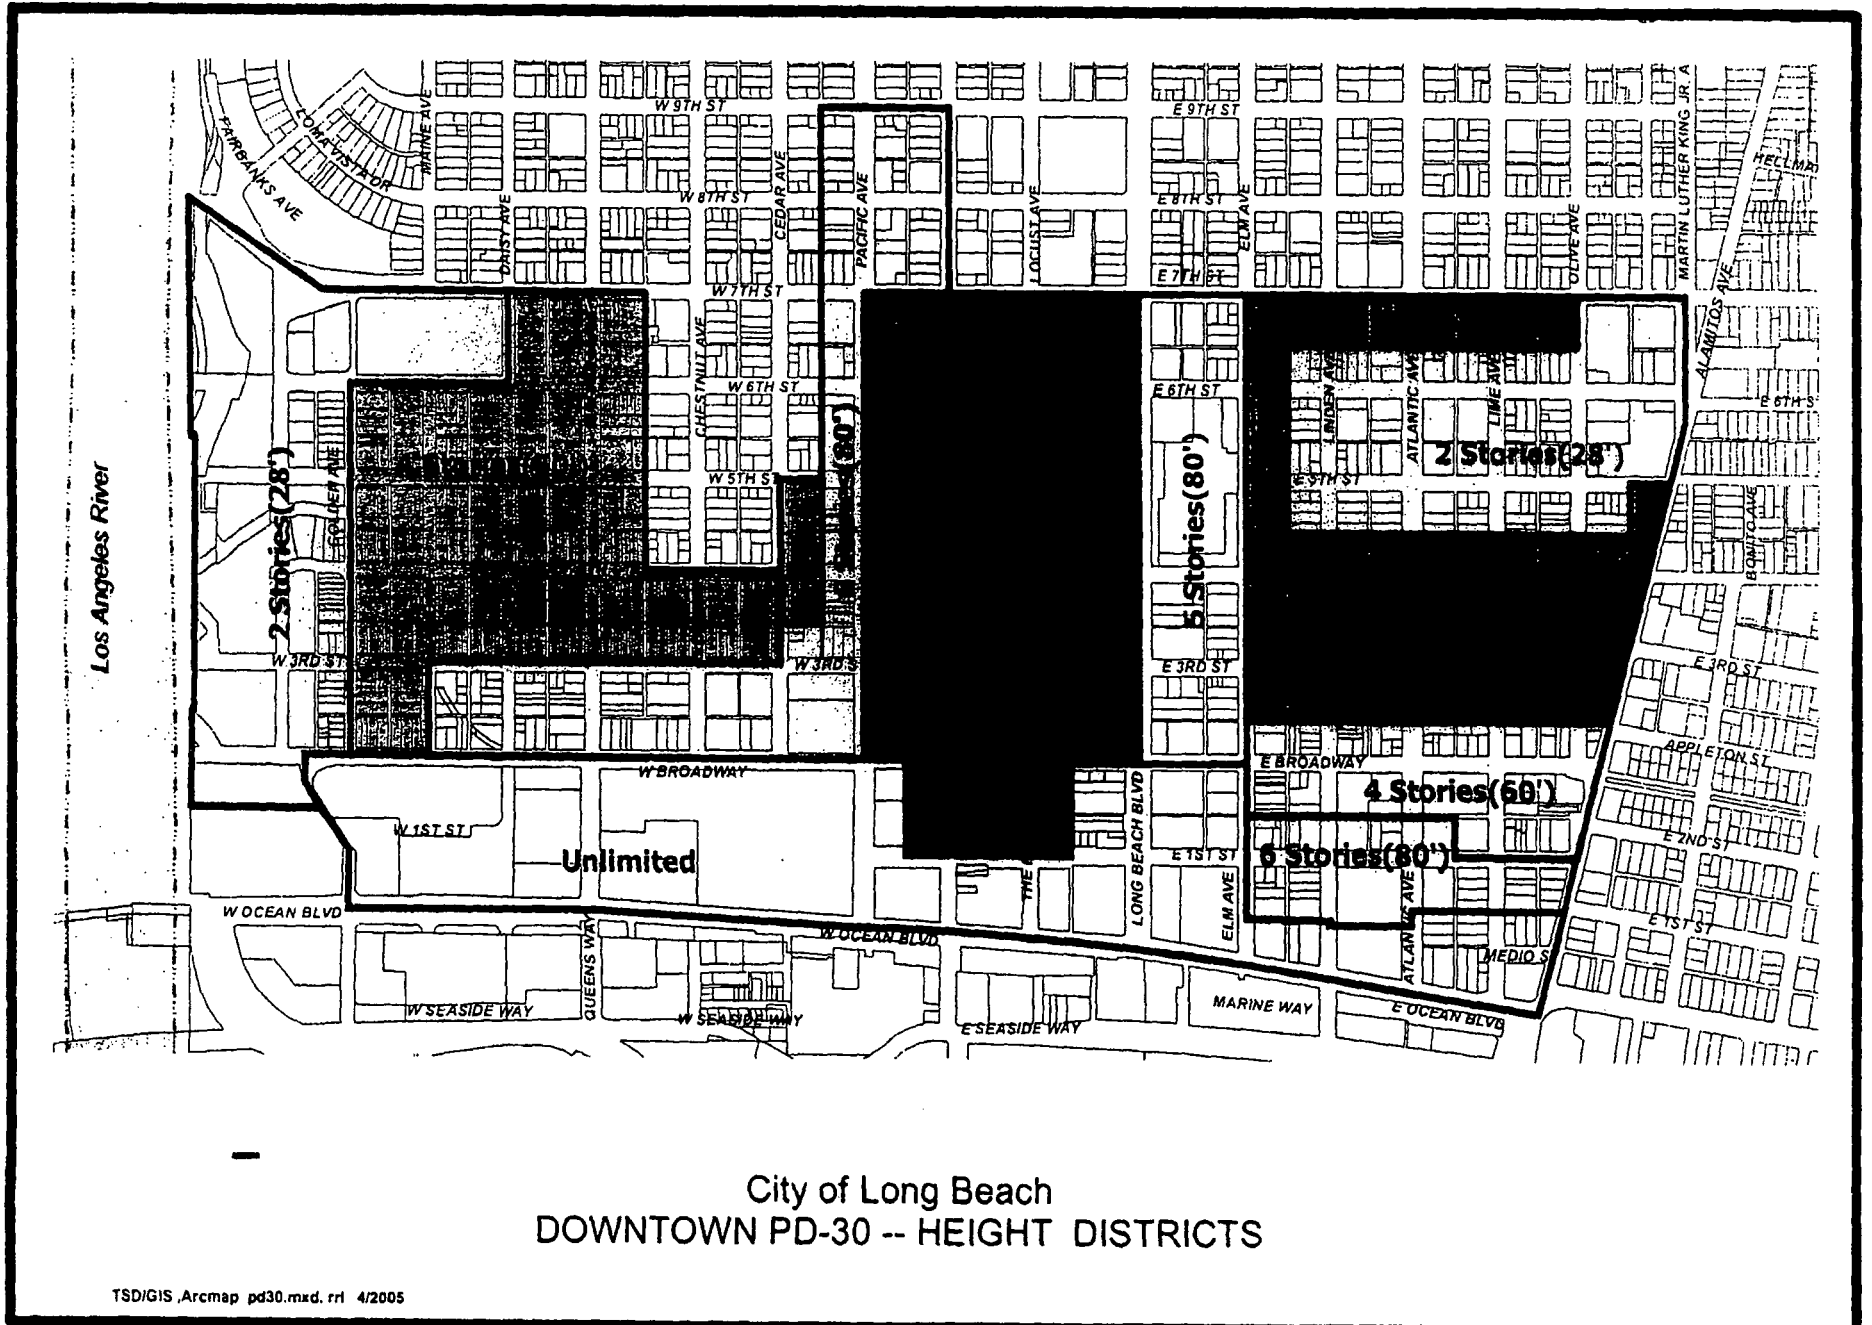 W 9TH ST
E 9TH ST
MAINE AVE
LOMA VISTA DR
FAIRBANKS AVE
W 8TH ST
E 8TH ST
CEDAR AVE
PACIFIC AVE
DAISY AVE
LOCUST AVE
ELM AVE
OLIVE AVE
MARTIN LUTHER KING JR A
HELLMA
ALAMITOS AVE
W 7TH ST
E 7TH ST
CHESTNUT AVE
W 6TH ST
E 6TH ST
E 6TH S
LINDEN AVE
ATLANTIC AVE
LIME AVE
2 Stories(28')
2 Stories(28')
GOLDEN AVE
W 5TH ST
5 Stories(80')
E 5TH ST
BONITO AVE
Los Angeles River
W 3RD ST
W 3RD S
E 3RD ST
E 3RD ST
APPLETON ST
W BROADWAY
E BROADWAY
4 Stories(60')
W 1ST ST
Unlimited
LONG BEACH BLVD
E 1ST ST
6 Stories(80')
E 2ND ST
ELM AVE
ATLANTIC AVE
E 1ST ST
W OCEAN BLVD
W OCEAN BLVD
QUEENS WAY
MEDIO S
W SEASIDE WAY
W SEASIDE WAY
E SEASIDE WAY
MARINE WAY
E OCEAN BLVD
City of Long Beach
DOWNTOWN PD-30 -- HEIGHT DISTRICTS
TSD/GIS ,Arcmap pd30.mxd. rrl 4/2005